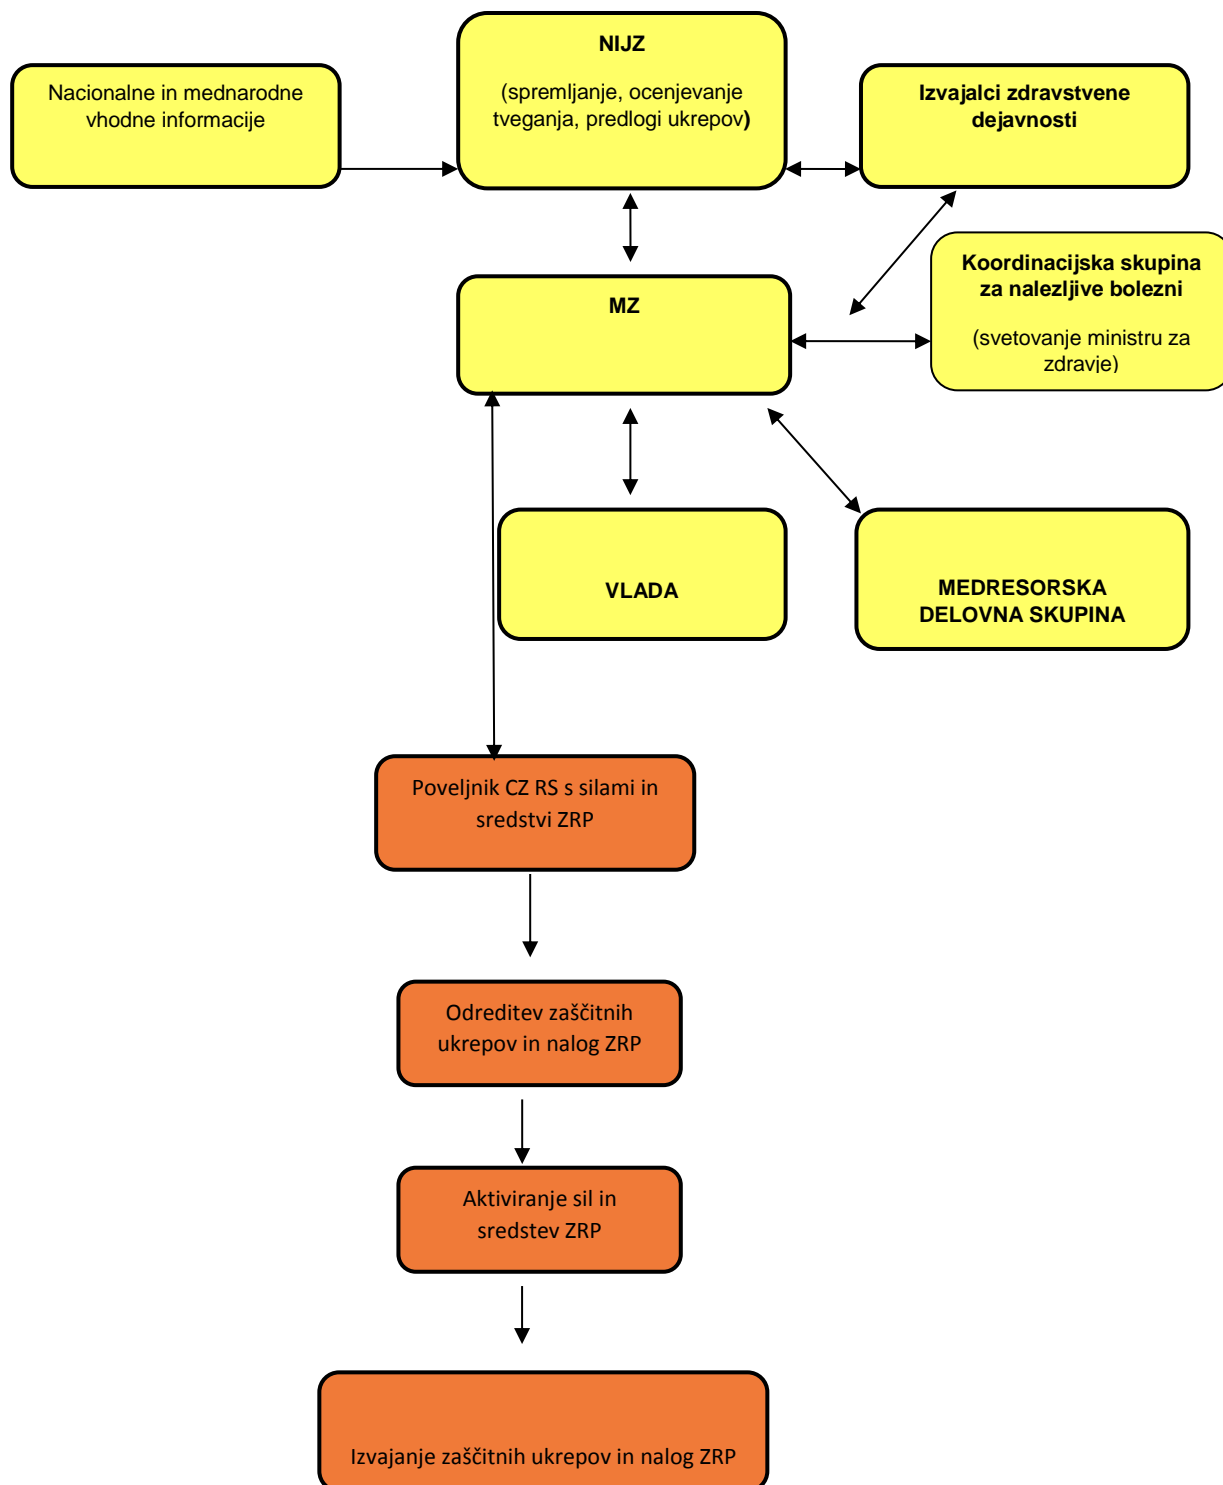 NIJZ
(spremljanje, ocenjevanje
tveganja, predlogi ukrepov)
Nacionalne in mednarodne
vhodne informacije
Izvajalci zdravstvene
dejavnosti
Koordinacijska skupina
za nalezljive bolezni
(svetovanje ministru za
zdravje)
MZ
VLADA
MEDRESORSKA
DELOVNA SKUPINA
Poveljnik CZ RS s silami in
sredstvi ZRP
Odreditev zaščitnih
ukrepov in nalog ZRP
Aktiviranje sil in
sredstev ZRP
Izvajanje zaščitnih ukrepov in nalog ZRP